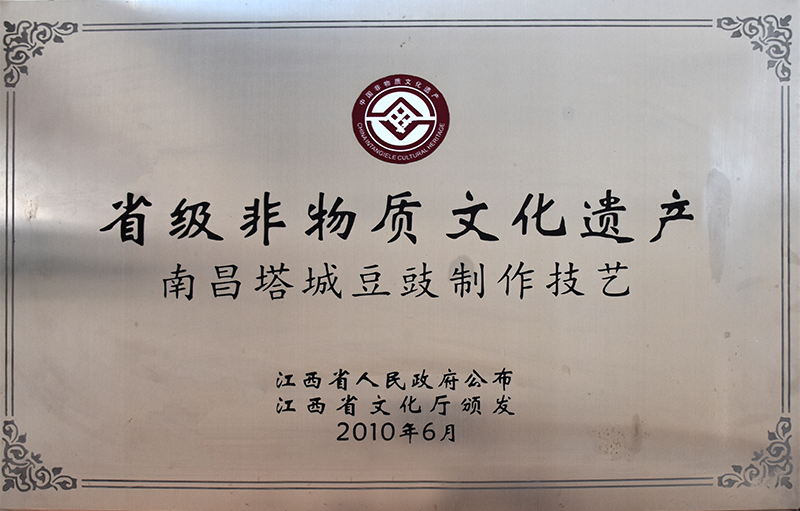 中国非物质文化遗产
CHINA INTANGIELE CULTURAL HERITAGE
省级非物质文化遗产
南昌塔城豆豉制作技艺
江西省人民政府公布
江西省文化厅颁发
2010年6月